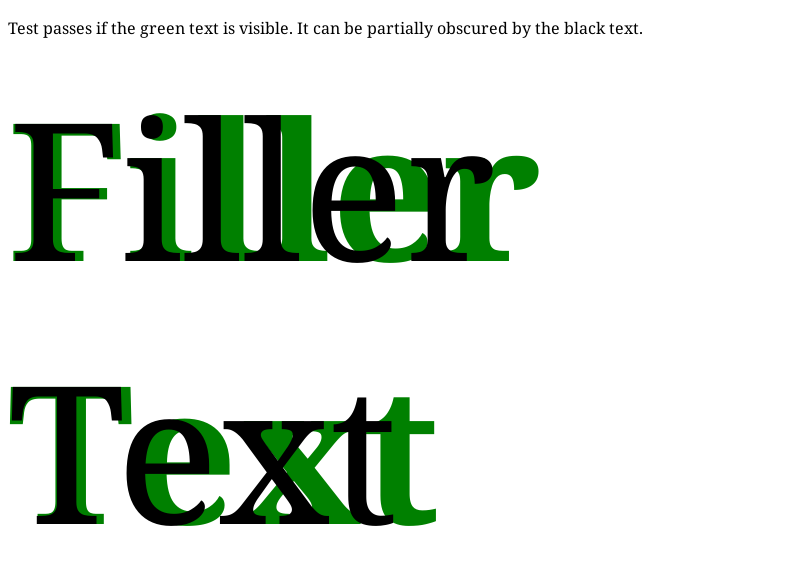 Test passes if the green text is visible. It can be partially obscured by the black text.
Filler
Text